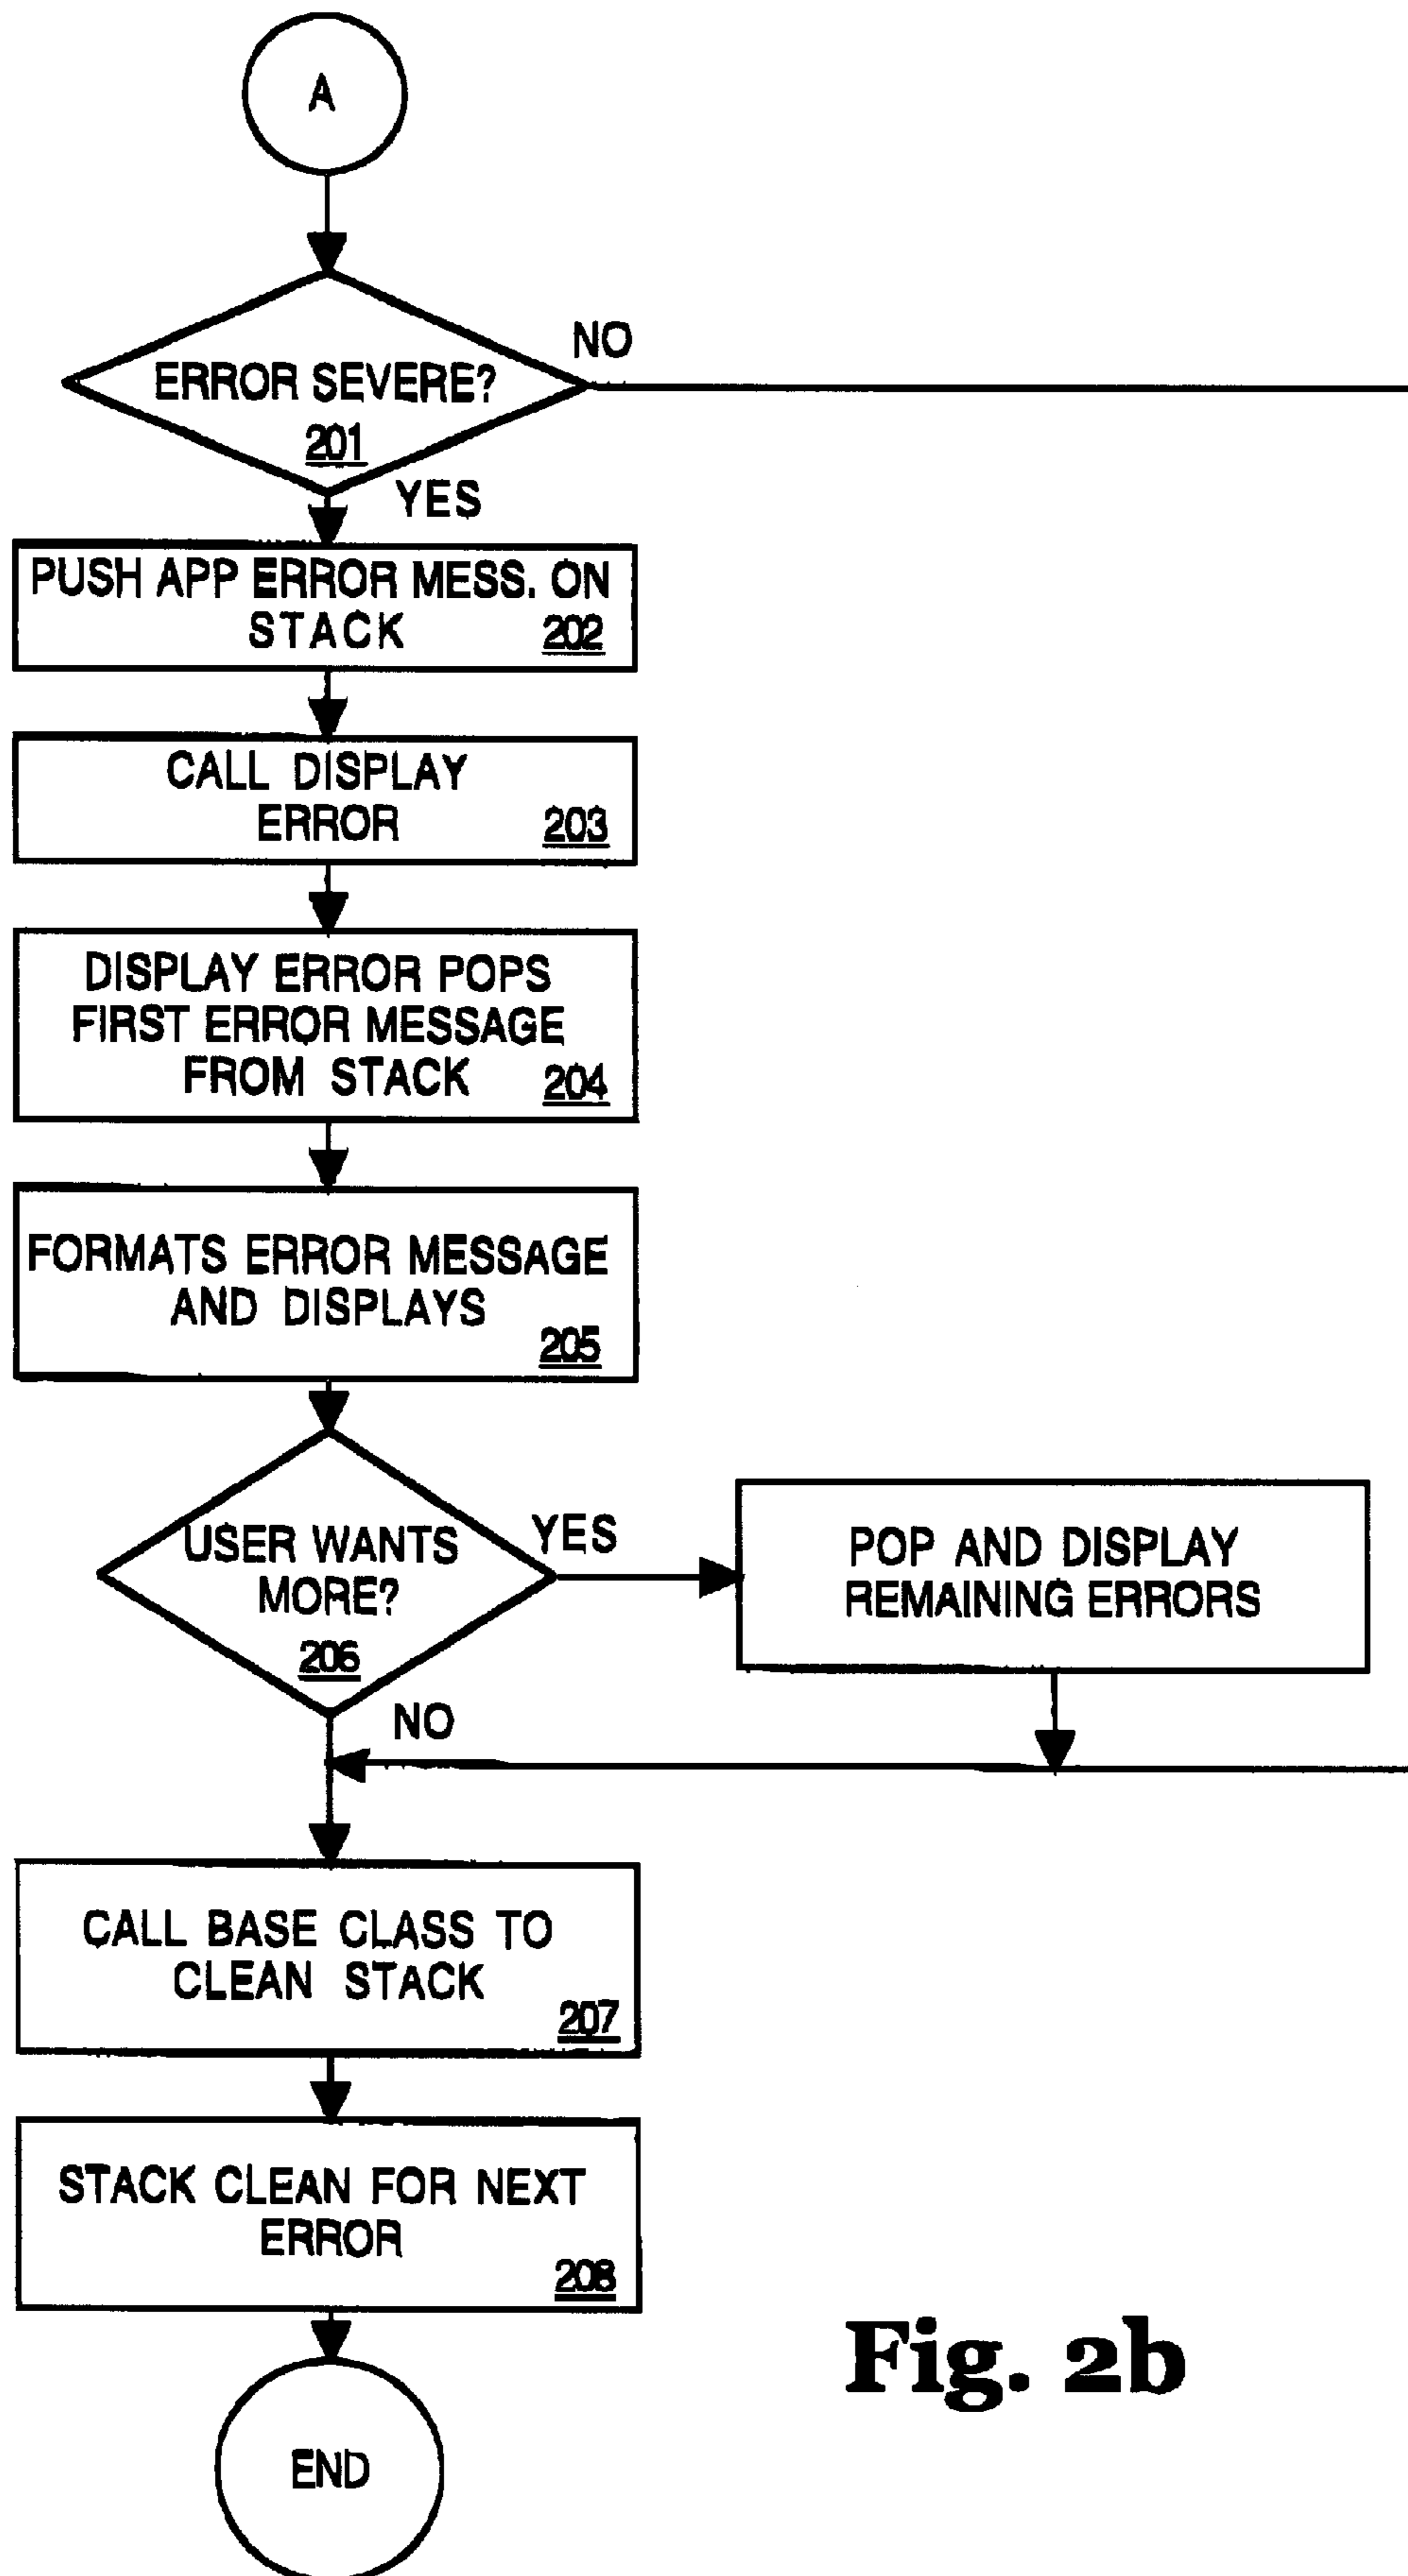 A
NO
ERROR SEVERE?
201
YES
PUSH APP ERROR MESS. ON
STACK 202
CALL DISPLAY
ERROR 203
DISPLAY ERROR POPS
FIRST ERROR MESSAGE
FROM STACK 204
FORMATS ERROR MESSAGE
AND DISPLAYS
205
USER WANTS
MORE?
206
YES
POP AND DISPLAY
REMAINING ERRORS
NO
CALL BASE CLASS TO
CLEAN STACK
207
STACK CLEAN FOR NEXT
ERROR
208
END
Fig. 2b